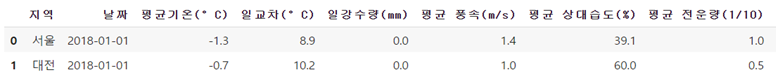 지역 날짜 평균기온(° C) 일교차(° C) 일강수량(mm) 평균 풍속(m/s) 평균 상대습도(%) 평균 전운량(1/10)
0 서울 2018-01-01 -1.3 8.9 0.0 1.4 39.1 1.0
1 대전 2018-01-01 -0.7 10.2 0.0 1.0 60.0 0.5